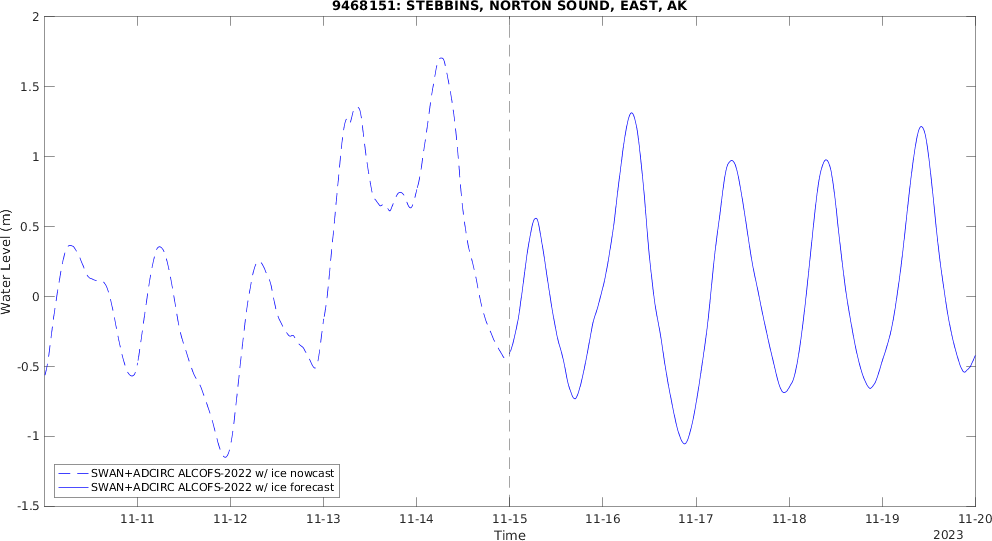 9468151: STEBBINS, NORTON SOUND, EAST, AK
2
1.5
1
0.5
0
-0.5
-1
-1.5
Water Level (m)
SWAN+ADCIRC ALCOFS-2022 w/ ice nowcast
SWAN+ADCIRC ALCOFS-2022 w/ ice forecast
11-11 11-12 11-13 11-14 11-15 11-16 11-17 11-18 11-19 11-20
Time
2023